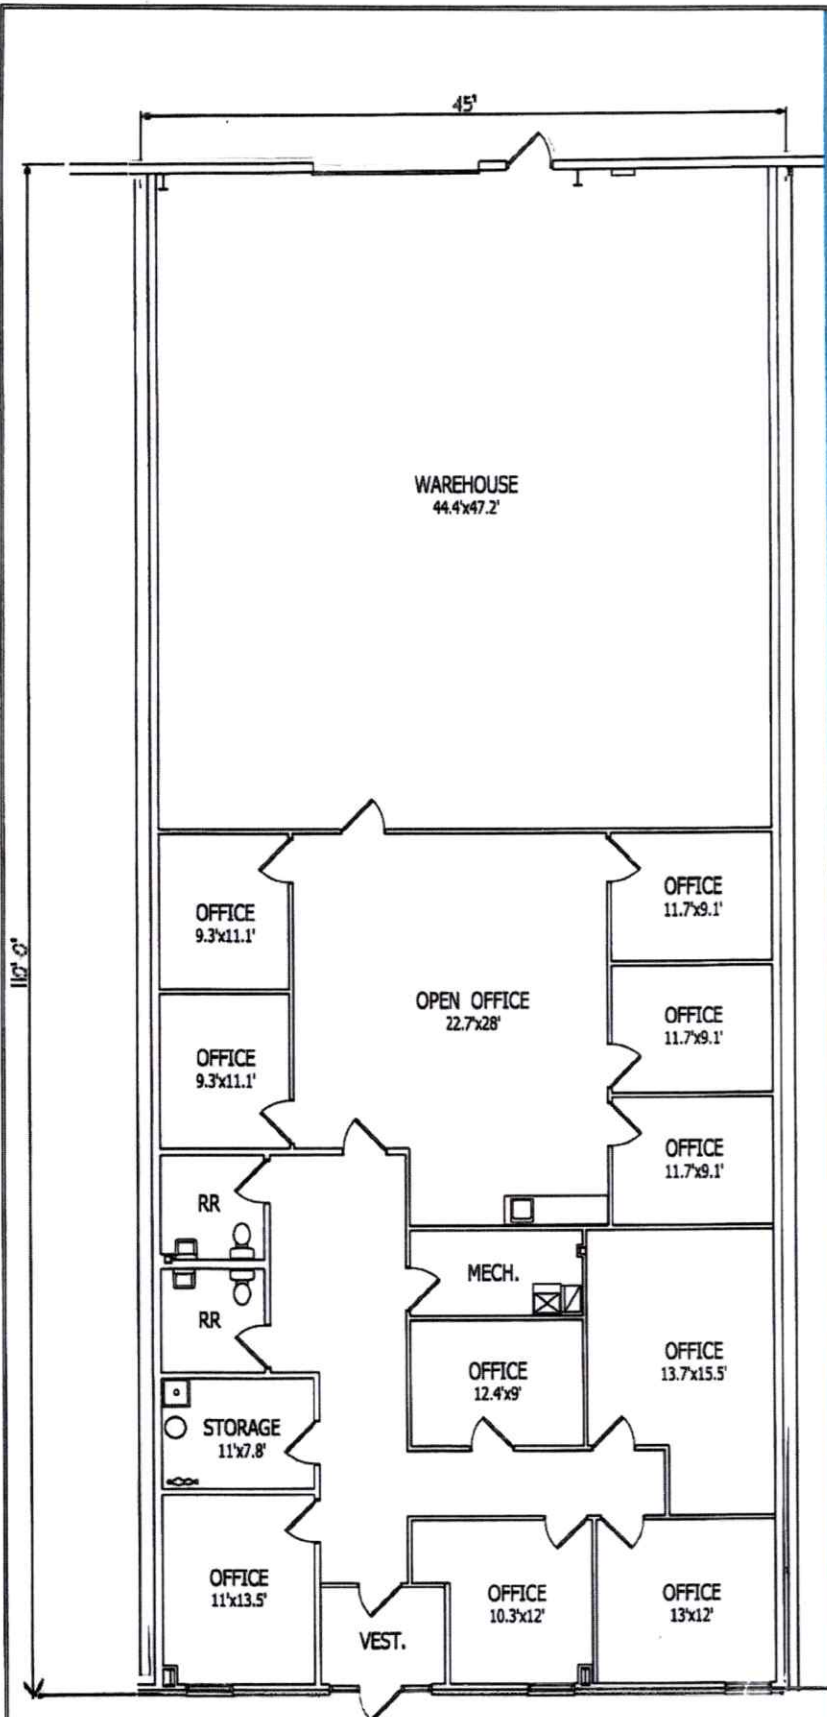 45'
WAREHOUSE
44.4'x47.2'
110' 0"
OFFICE
9.3'x11.1'
OFFICE
11.7'x9.1'
OPEN OFFICE
22.7'x28'
OFFICE
11.7'x9.1'
OFFICE
9.3'x11.1'
OFFICE
11.7'x9.1'
RR
MECH.
RR
OFFICE
12.4'x9'
OFFICE
13.7'x15.5'
STORAGE
11'x7.8'
OFFICE
11'x13.5'
OFFICE
10.3'x12'
OFFICE
13'x12'
VEST.